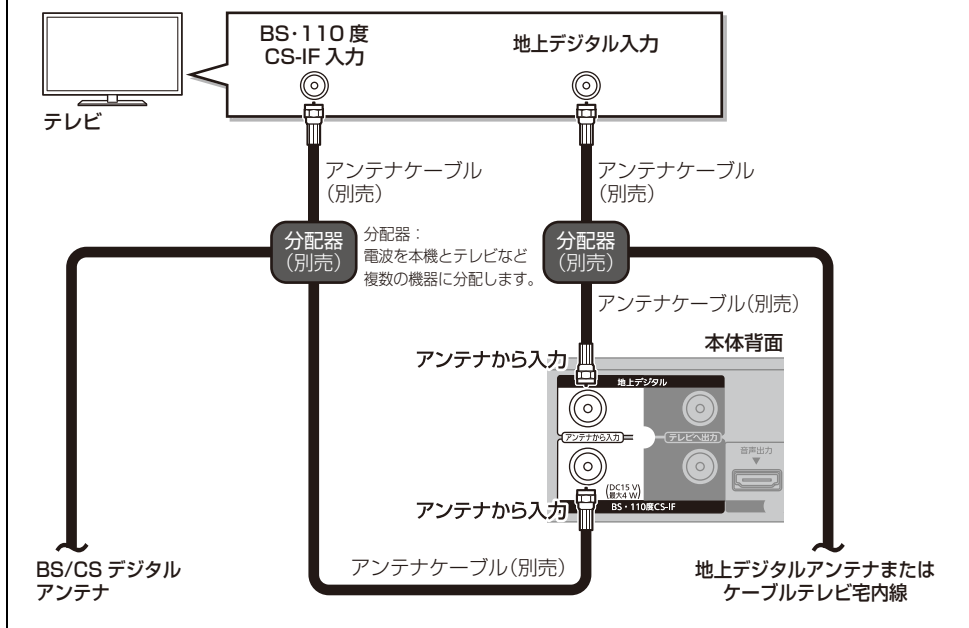 BS・110度
CS-IF入力
地上デジタル入力
テレビ
アンテナケーブル
（別売）
アンテナケーブル
（別売）
分配器
（別売）
分配器：
電波を本機とテレビなど
複数の機器に分配します。
分配器
（別売）
アンテナケーブル（別売）
本体背面
アンテナから入力
地上デジタル
アンテナから入力
テレビへ出力
音声出力
(DC15 V
最大4 W)
アンテナから入力
BS・110度CS-IF
アンテナケーブル（別売）
BS/CS デジタル
アンテナ
地上デジタルアンテナまたは
ケーブルテレビ宅内線